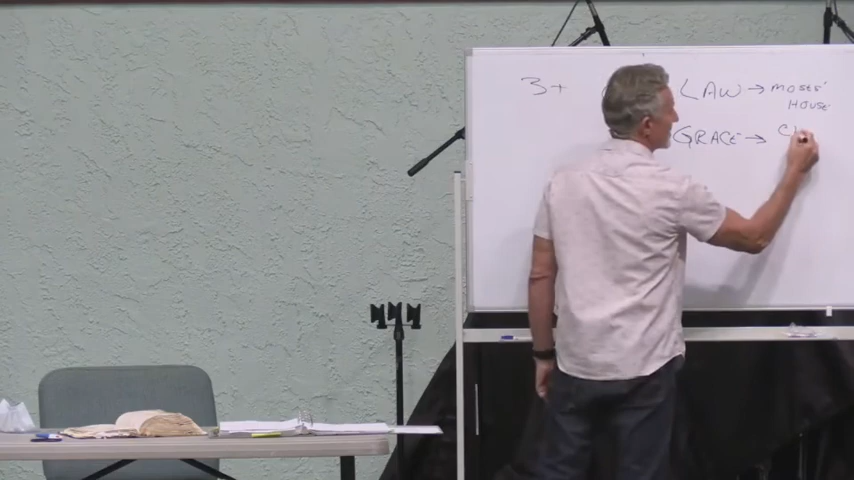 3+ LAW → MOSES'
HOUSE
GRACE → C